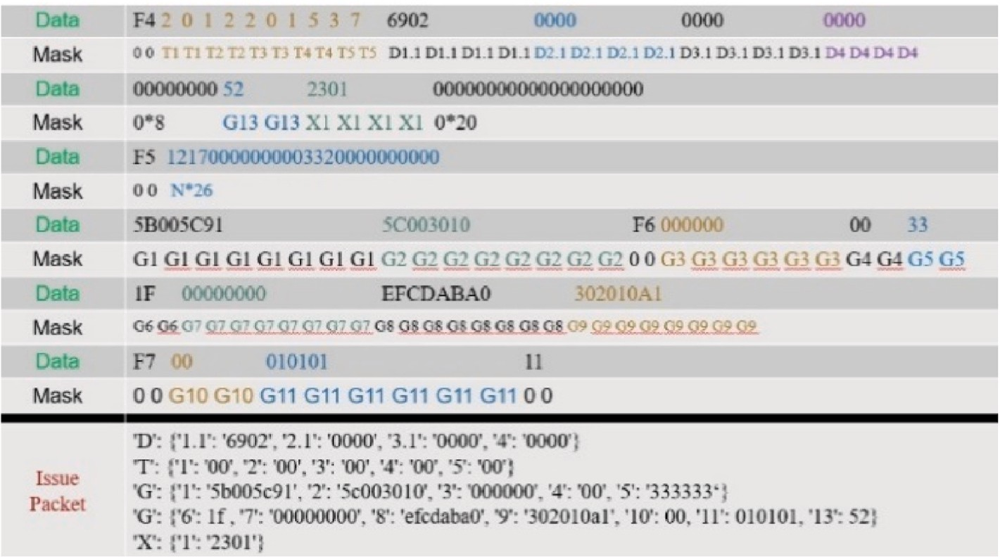 Data F4 2 0 1 2 2 0 1 5 3 7 6902 0000 0000 0000
Mask 0 0 T1 T1 T2 T2 T3 T3 T4 T4 T5 T5 D1.1 D1.1 D1.1 D1.1 D2.1 D2.1 D2.1 D2.1 D3.1 D3.1 D3.1 D3.1 D4 D4 D4 D4
Data 00000000 52 2301 00000000000000000000
Mask 0*8 G13 G13 X1 X1 X1 X1 0*20
Data F5 12170000000003320000000000
Mask 0 0 N*26
Data 5B005C91 5C003010 F6 000000 00 33
Mask G1 G1 G1 G1 G1 G1 G1 G1 G2 G2 G2 G2 G2 G2 G2 G2 0 0 G3 G3 G3 G3 G3 G3 G4 G4 G5 G5
Data 1F 00000000 EFCDABA0 302010A1
Mask G6 G6 G7 G7 G7 G7 G7 G7 G7 G7 G8 G8 G8 G8 G8 G8 G8 G8 G9 G9 G9 G9 G9 G9 G9 G9
Data F7 00 010101 11
Mask 0 0 G10 G10 G11 G11 G11 G11 G11 G11 0 0
Issue Packet
'D': {'1.1': '6902', '2.1': '0000', '3.1': '0000', '4': '0000'}
'T': {'1': '00', '2': '00', '3': '00', '4': '00', '5': '00'}
'G': {'1': '5b005c91', '2': '5c003010', '3': '000000', '4': '00', '5': '333333‘}
'G': {'6': 1f , '7': '00000000', '8': 'efcdaba0', '9': '302010a1', '10': 00, '11': 010101, '13': 52}
'X': {'1': '2301'}